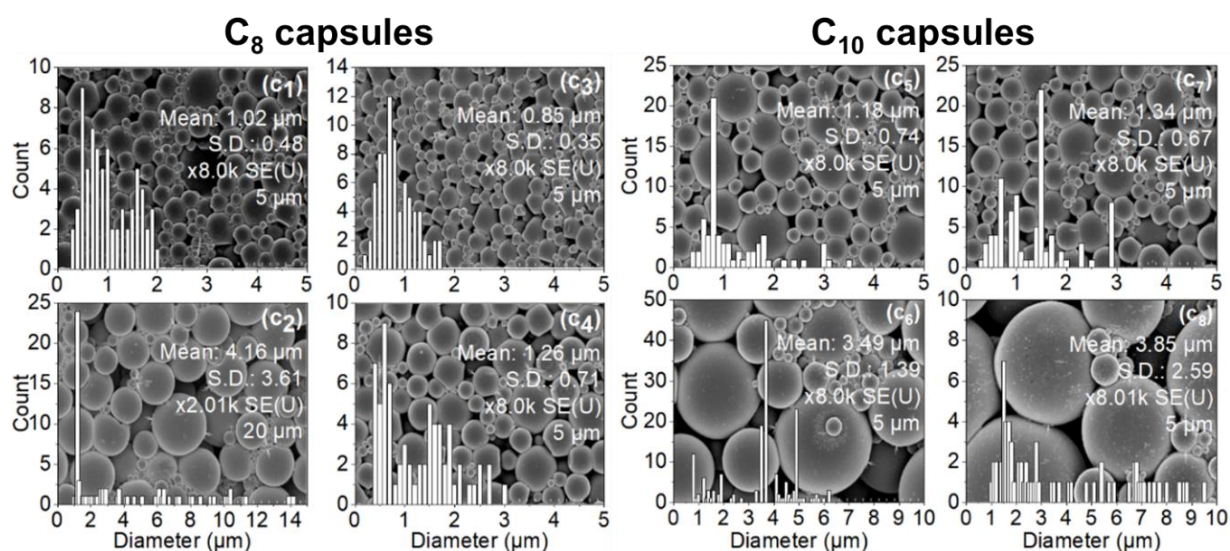 C₈ capsules
C₁₀ capsules
10
8
6
4
2
0
Count
(c₁)
Mean: 1.02 µm
S.D.: 0.48
x8.0k SE(U)
5 µm
0 1 2 3 4 5
14
12
10
8
6
4
2
0
(c₃)
Mean: 0.85 µm
S.D.: 0.35
x8.0k SE(U)
5 µm
0 1 2 3 4 5
25
20
15
10
5
0
Count
(c₅)
Mean: 1.18 µm
S.D.: 0.74
x8.0k SE(U)
5 µm
0 1 2 3 4 5
25
20
15
10
5
0
(c₇)
Mean: 1.34 µm
S.D.: 0.67
x8.0k SE(U)
5 µm
0 1 2 3 4 5
25
20
15
10
5
0
Count
(c₂)
Mean: 4.16 µm
S.D.: 3.61
x2.01k SE(U)
20 µm
0 2 4 6 8 10 12 14
Diameter (µm)
10
8
6
4
2
0
(c₄)
Mean: 1.26 µm
S.D.: 0.71
x8.0k SE(U)
5 µm
0 1 2 3 4 5
Diameter (µm)
50
40
30
20
10
0
Count
(c₆)
Mean: 3.49 µm
S.D.: 1.39
x8.0k SE(U)
5 µm
0 1 2 3 4 5 6 7 8 9 10
Diameter (µm)
10
8
6
4
2
0
(c₈)
Mean: 3.85 µm
S.D.: 2.59
x8.01k SE(U)
5 µm
0 1 2 3 4 5 6 7 8 9 10
Diameter (µm)